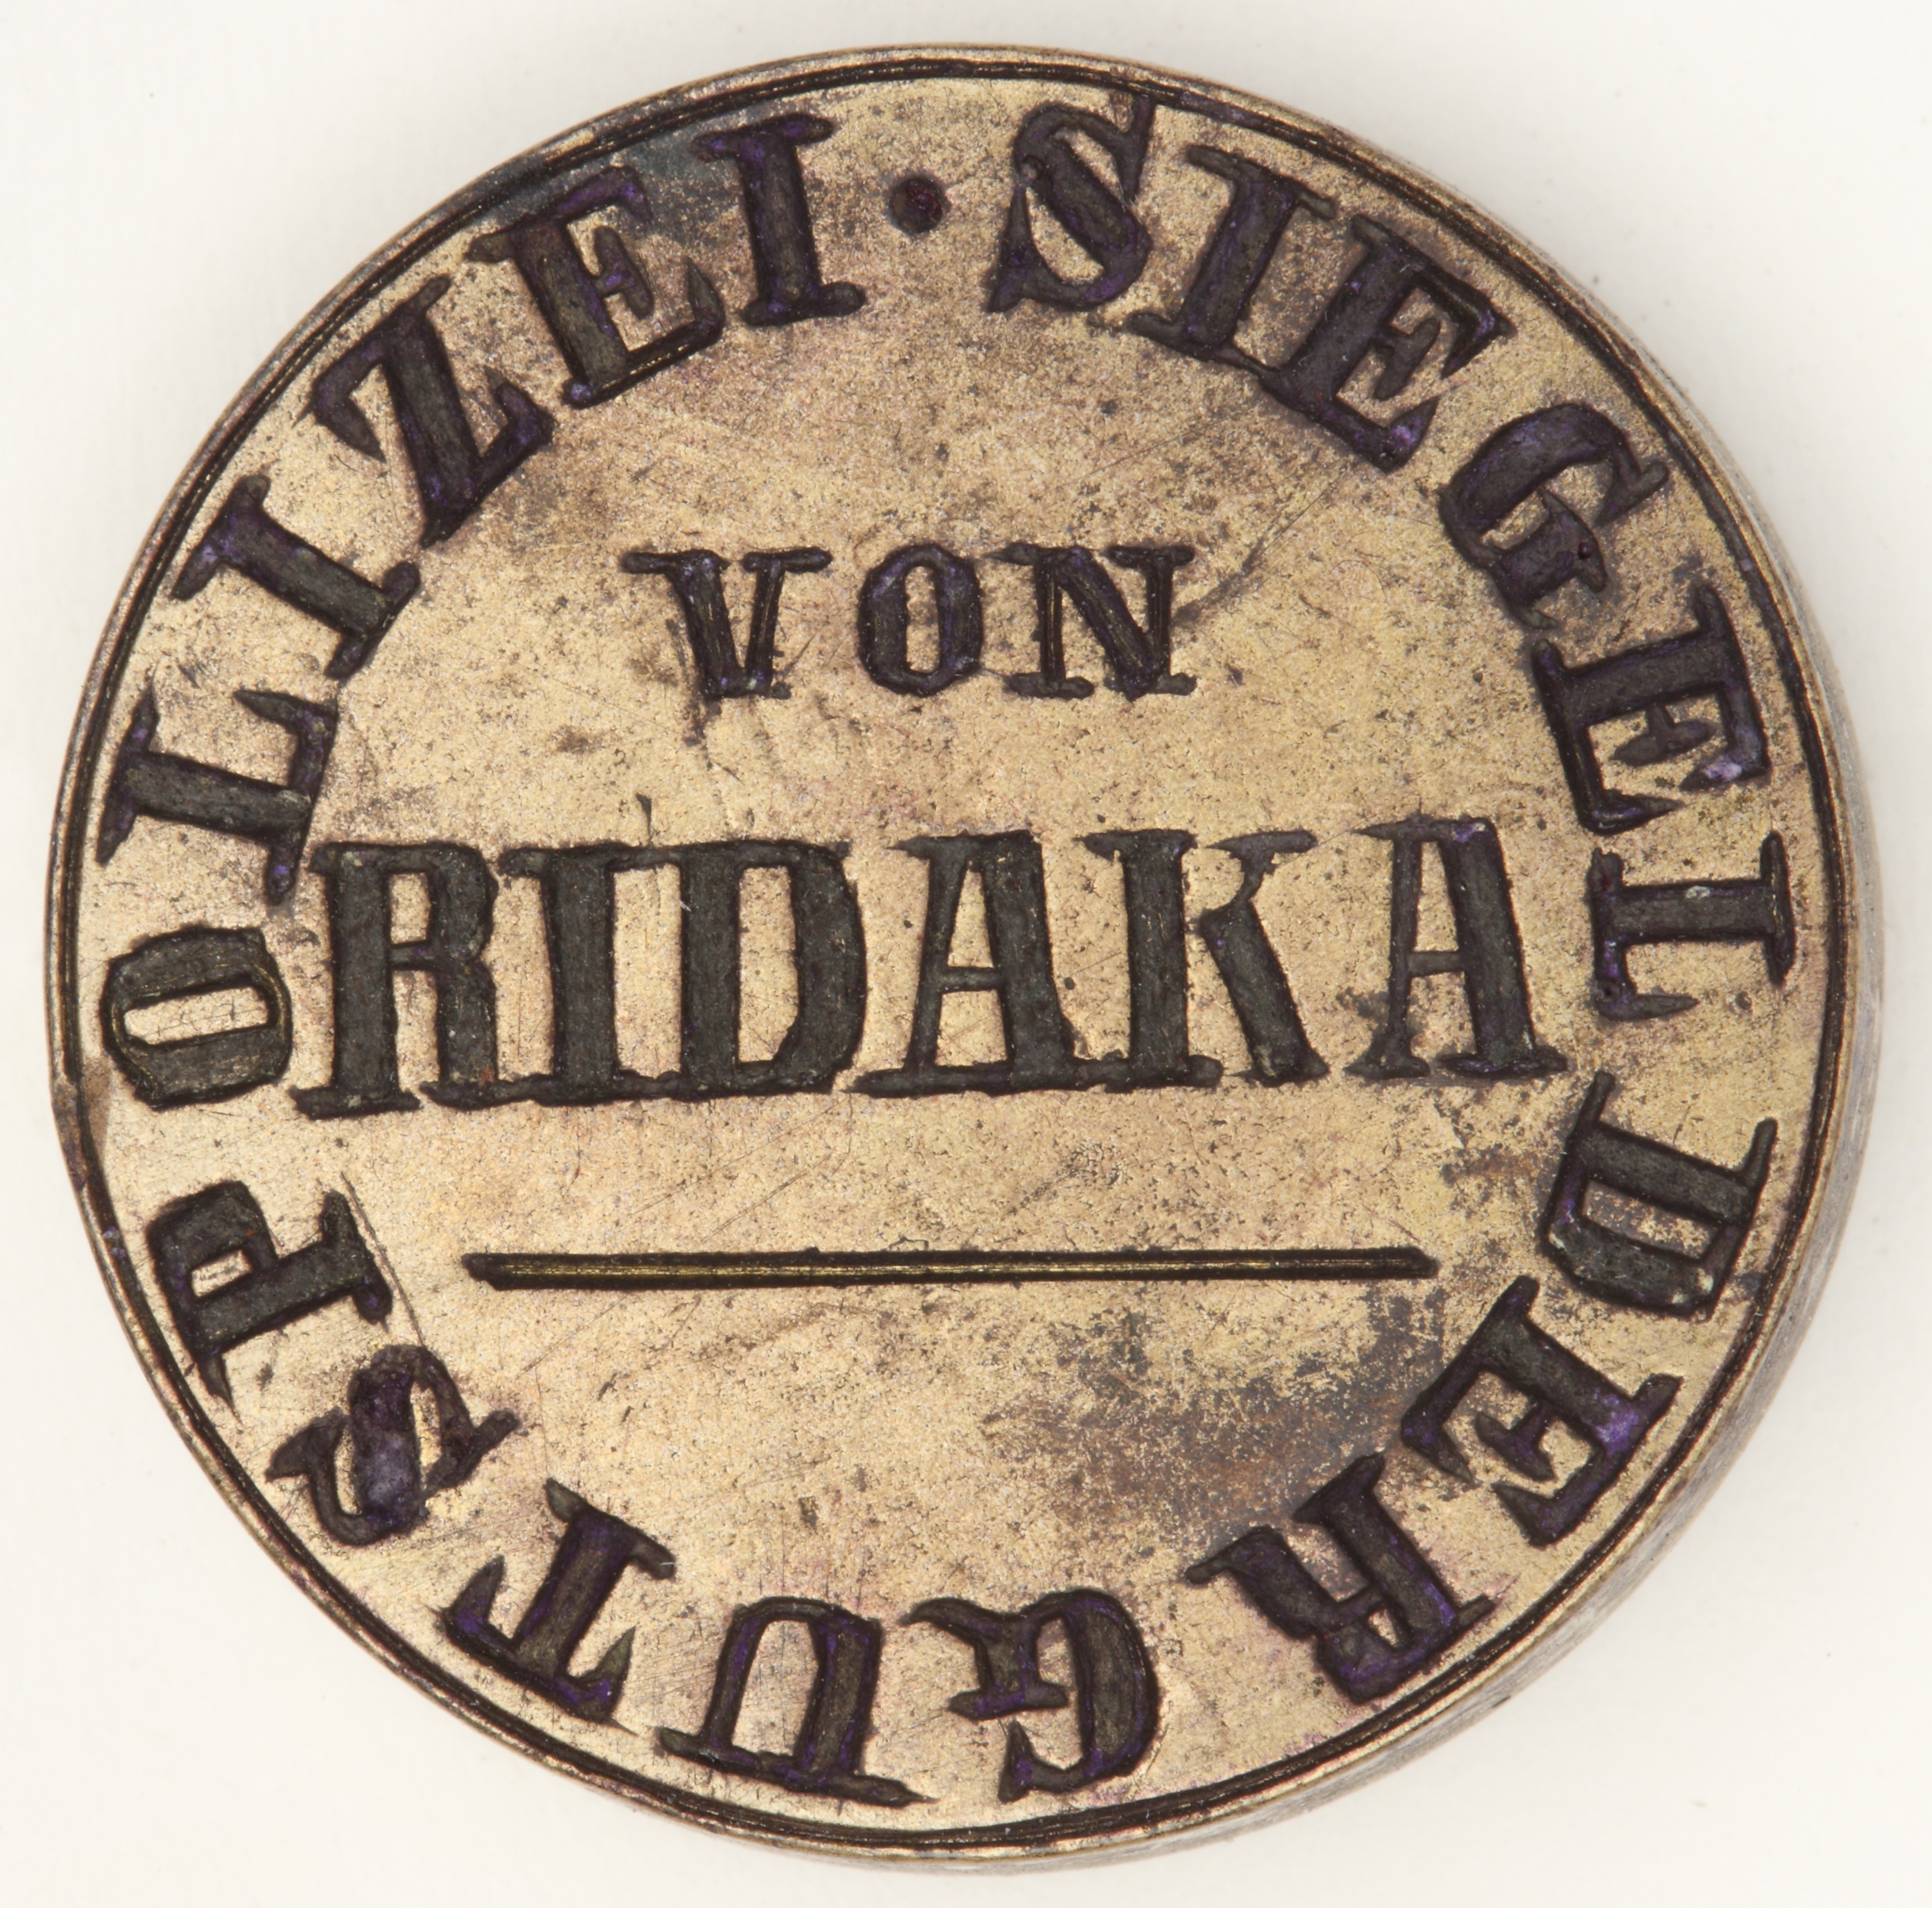 SIEGEL DER GUTSPOLIZEI ·
VON
RIDAKA